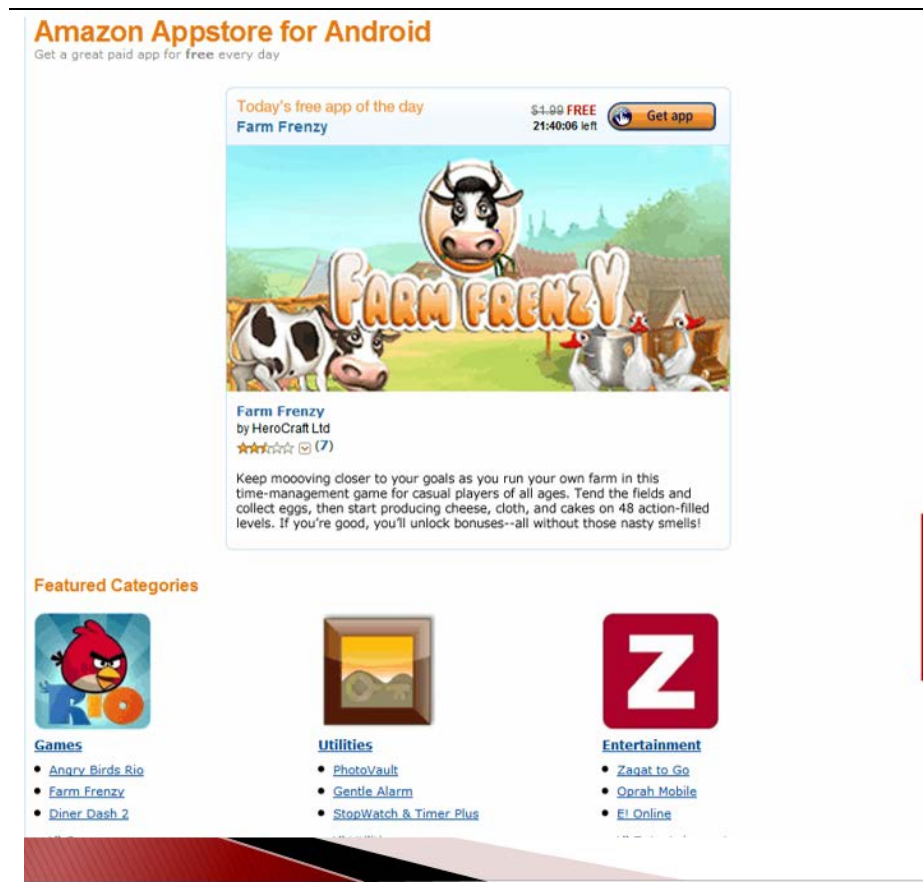 Amazon Appstore for Android
Get a great paid app for free every day
Today's free app of the day
$1.99 FREE
Farm Frenzy
21:40:06 left
Get app
FARM FRENZY
Farm Frenzy
by HeroCraft Ltd
(7)
Keep moooving closer to your goals as you run your own farm in this
time-management game for casual players of all ages. Tend the fields and
collect eggs, then start producing cheese, cloth, and cakes on 48 action-filled
levels. If you're good, you'll unlock bonuses--all without those nasty smells!
Featured Categories
RIO
Z
Games
Utilities
Entertainment
• Angry Birds Rio
• PhotoVault
• Zagat to Go
• Farm Frenzy
• Gentle Alarm
• Oprah Mobile
• Diner Dash 2
• StopWatch & Timer Plus
• E! Online